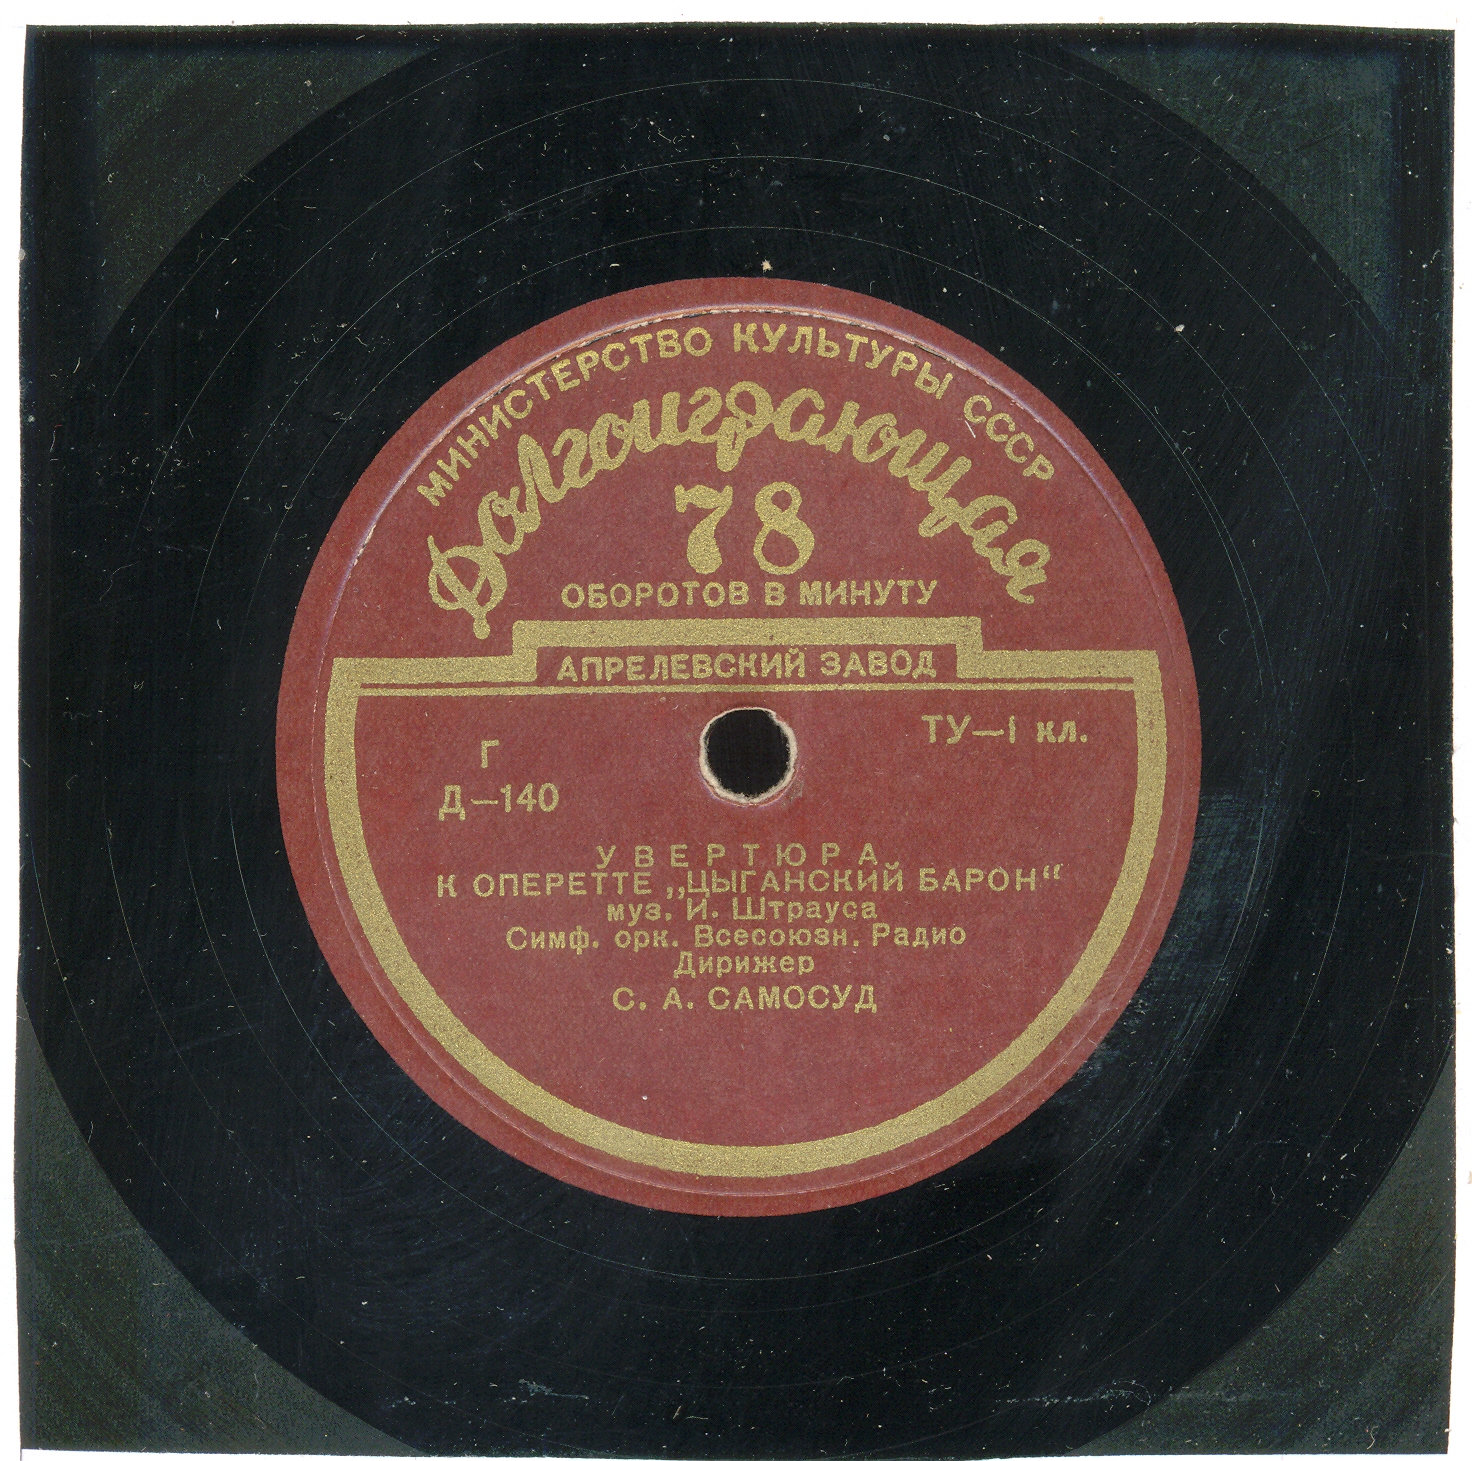 МИНИСТЕРСТВО КУЛЬТУРЫ СССР
Долгоиграющая
78
ОБОРОТОВ В МИНУТУ
АПРЕЛЕВСКИЙ ЗАВОД
ТУ—1 кл.
Г
Д—140
УВЕРТЮРА
К ОПЕРЕТТЕ „ЦЫГАНСКИЙ БАРОН“
муз. И. Штрауса
Симф. орк. Всесоюзн. Радио
Дирижер
С. А. САМОСУД